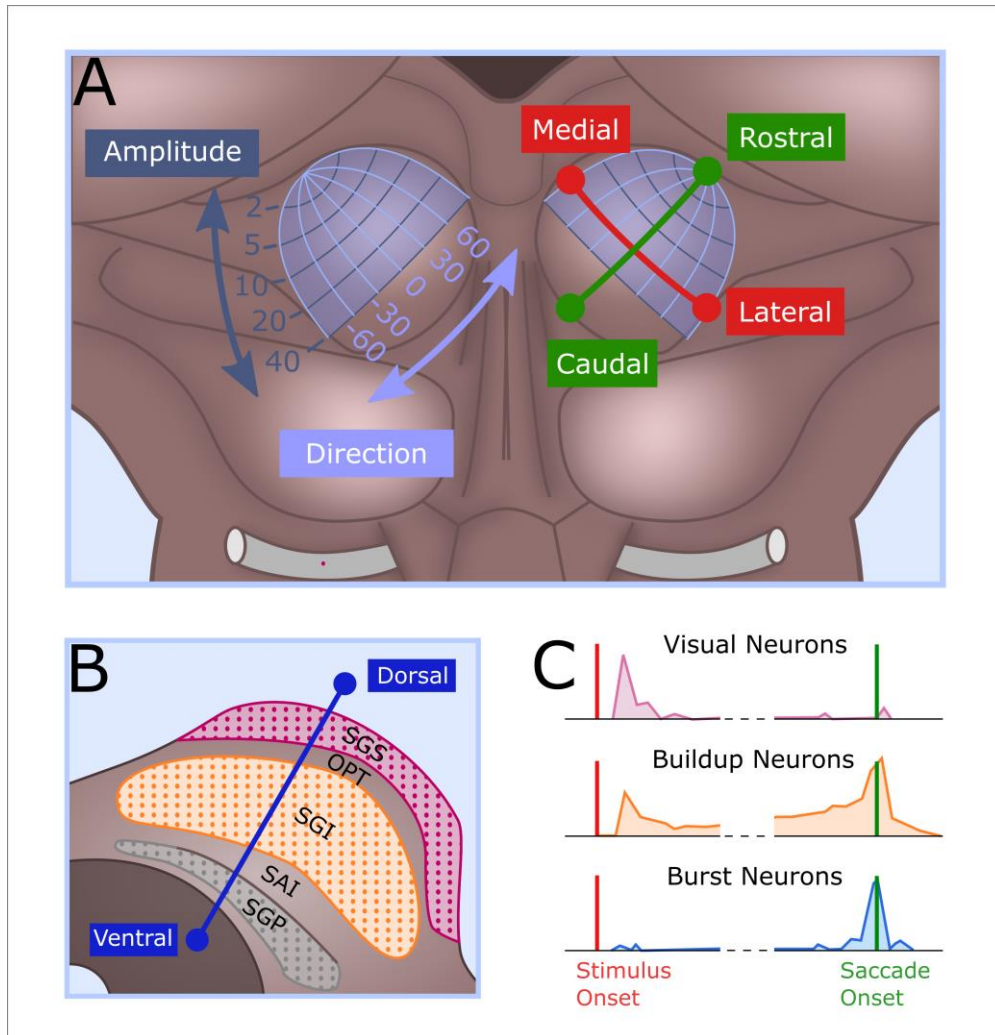 A
Amplitude
2
5
10
20
40
60
30
0
-30
-60
Direction
Medial
Rostral
Lateral
Caudal
B
Dorsal
SGS
OPT
SGI
SAI
SGP
Ventral
C
Visual Neurons
Buildup Neurons
Burst Neurons
Stimulus
Onset
Saccade
Onset